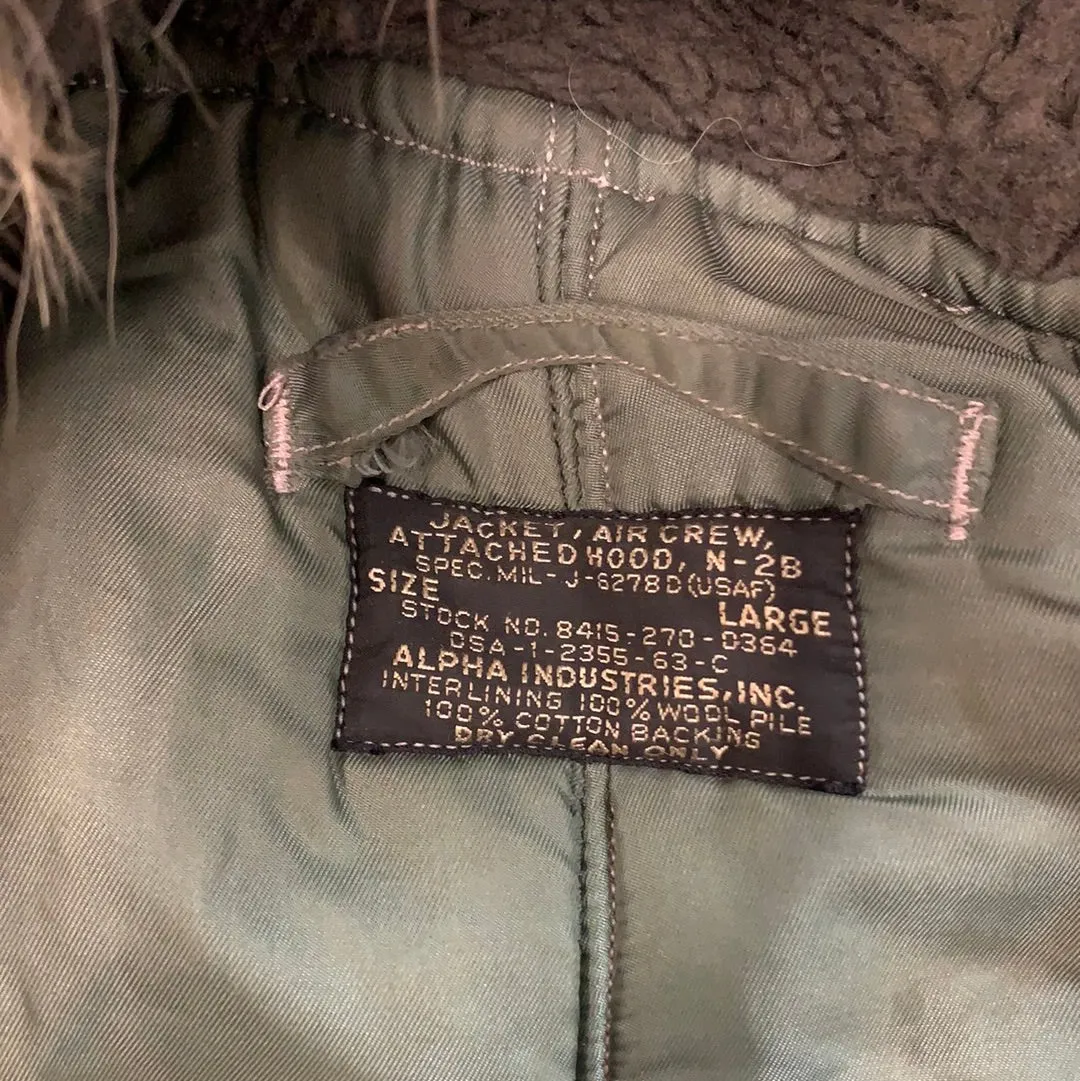 JACKET, AIR CREW,
ATTACHED HOOD, N-2B
SPEC. MIL-J-6278D (USAF)
SIZE LARGE
STOCK NO. 8415-270-0364
DSA-1-2355-63-C
ALPHA INDUSTRIES, INC.
INTERLINING 100% WOOL PILE
100% COTTON BACKING
DRY CLEAN ONLY